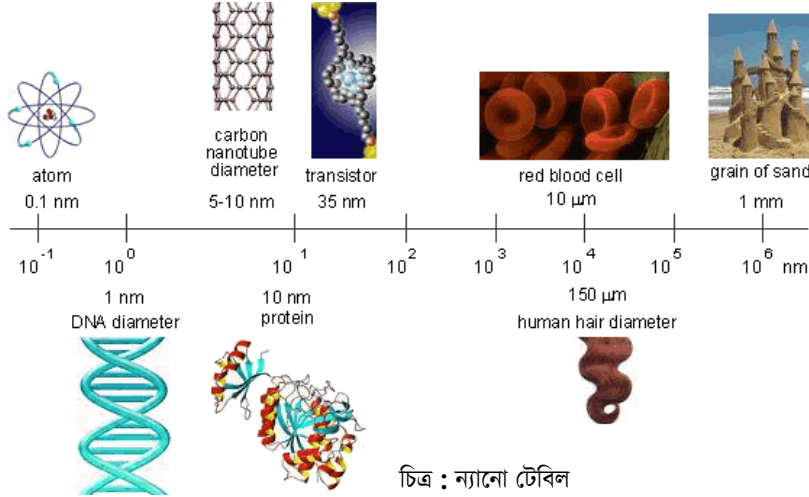 carbon
nanotube
diameter
atom
transistor
red blood cell
grain of sand
0.1 nm
5-10 nm
35 nm
10 μm
1 mm
10⁻¹ 10⁰ 10¹ 10² 10³ 10⁴ 10⁵ 10⁶ nm
1 nm
10 nm
150 μm
DNA diameter
protein
human hair diameter
চিত্র : ন্যানো টেবিল